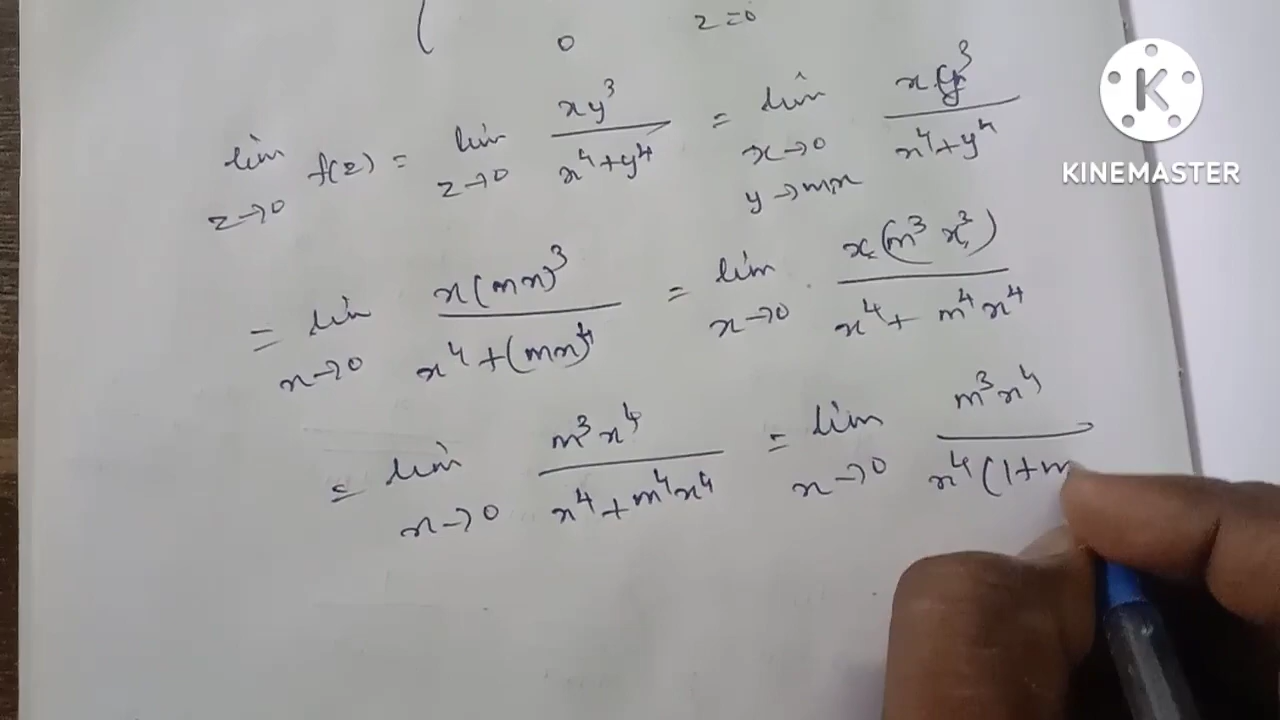 0 z=0
lim z→0 f(z) = lim z→0 xy³/x⁴+y⁴ = lim x→0 y→mx x(y³/x⁴+y⁴
= lim x→0 x(mx)³/x⁴+(mx)⁴ = lim x→0 x(m³x³)/x⁴+m⁴x⁴
= lim x→0 m³x⁴/x⁴+m⁴x⁴ = lim x→0 m³x⁴/x⁴(1+m
K
KINEMASTER